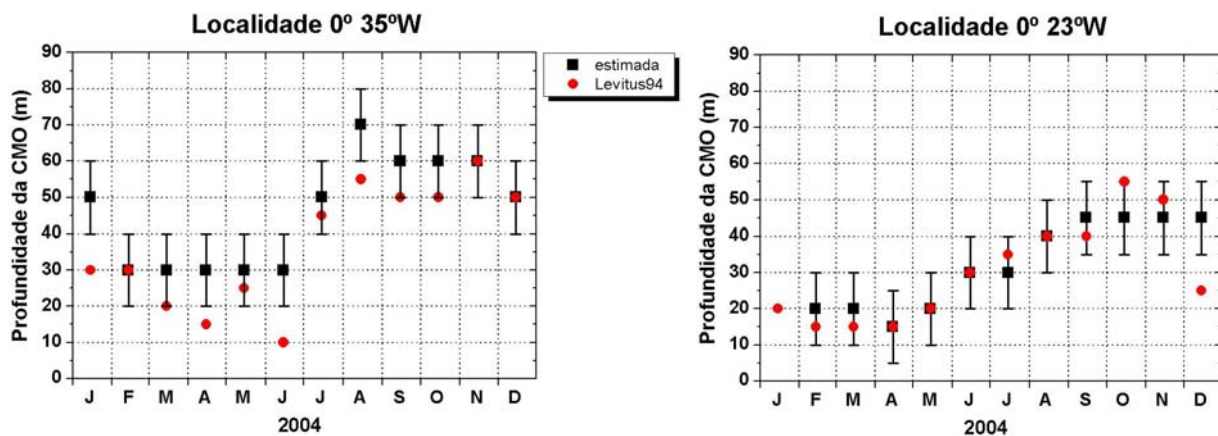 Localidade 0º 35ºW
Profundidade da CMO (m)
90
80
70
60
50
40
30
20
10
0
J F M A M J J A S O N D
2004
estimada
Levitus94
Localidade 0º 23ºW
Profundidade da CMO (m)
90
80
70
60
50
40
30
20
10
0
J F M A M J J A S O N D
2004